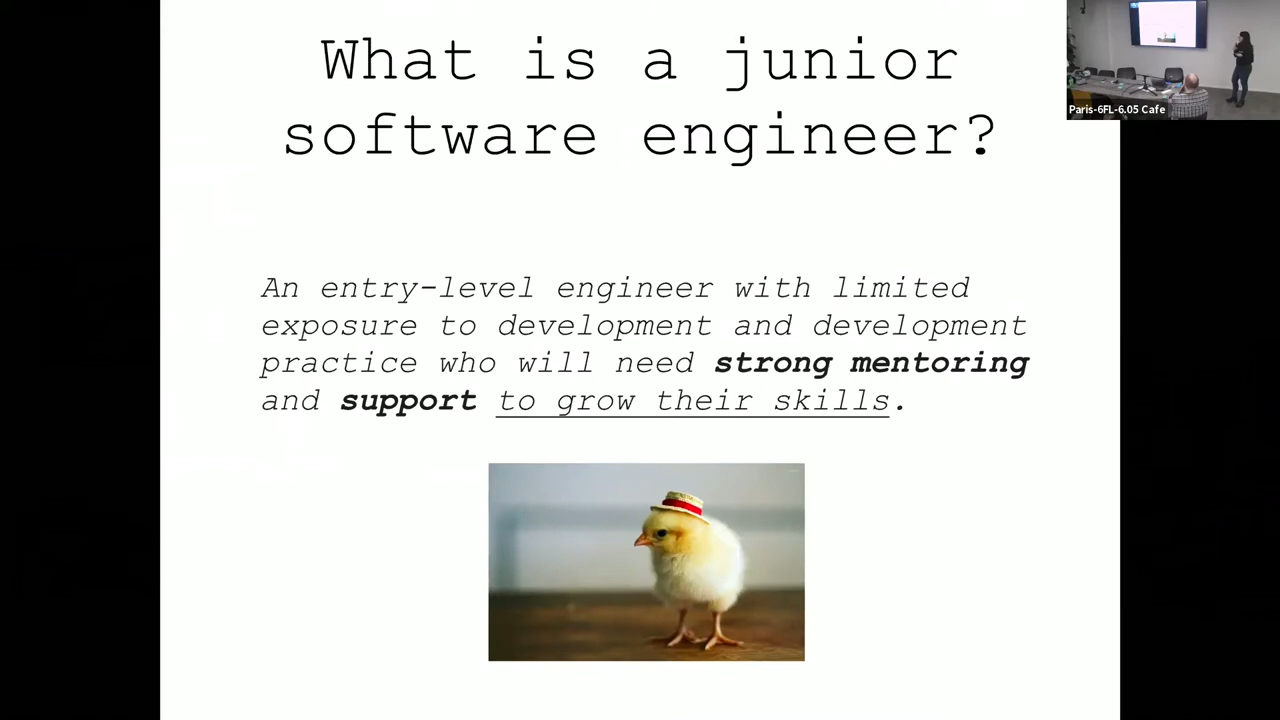 What is a junior
software engineer?
An entry-level engineer with limited
exposure to development and development
practice who will need strong mentoring
and support to grow their skills.
Paris-6FL-6.05 Cafe